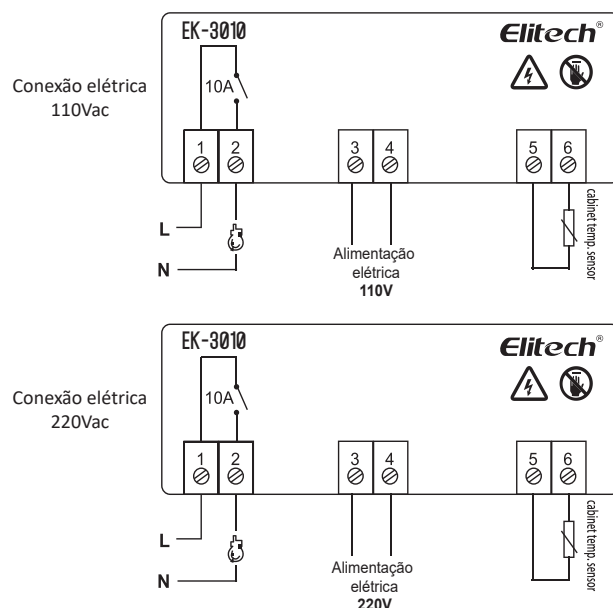 EK-3010
Elitech®
Conexão elétrica
110Vac
10A
1 2 3 4 5 6
L
N
Alimentação
elétrica
110V
cabinet temp. sensor
EK-3010
Elitech®
Conexão elétrica
220Vac
10A
1 2 3 4 5 6
L
N
Alimentação
elétrica
220V
cabinet temp. sensor